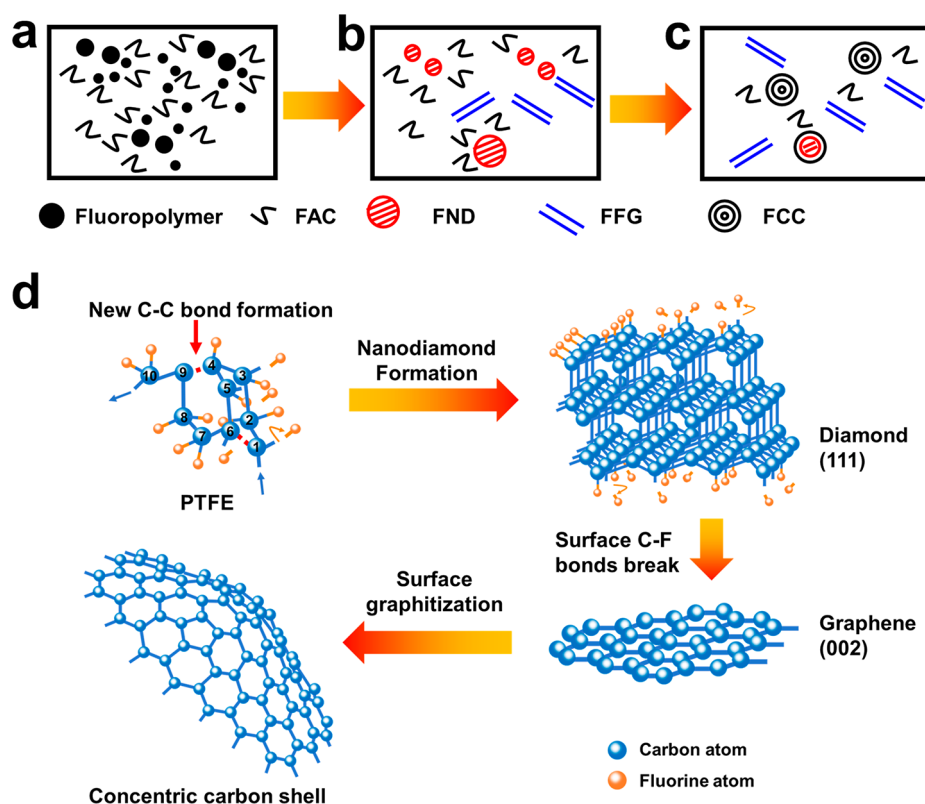 a
b
c
Fluoropolymer
FAC
FND
FFG
FCC
d
New C-C bond formation
10
9
4
3
5
8
7
6
2
1
PTFE
Nanodiamond
Formation
Diamond
(111)
Surface C-F
bonds break
Surface
graphitization
Graphene
(002)
Concentric carbon shell
Carbon atom
Fluorine atom